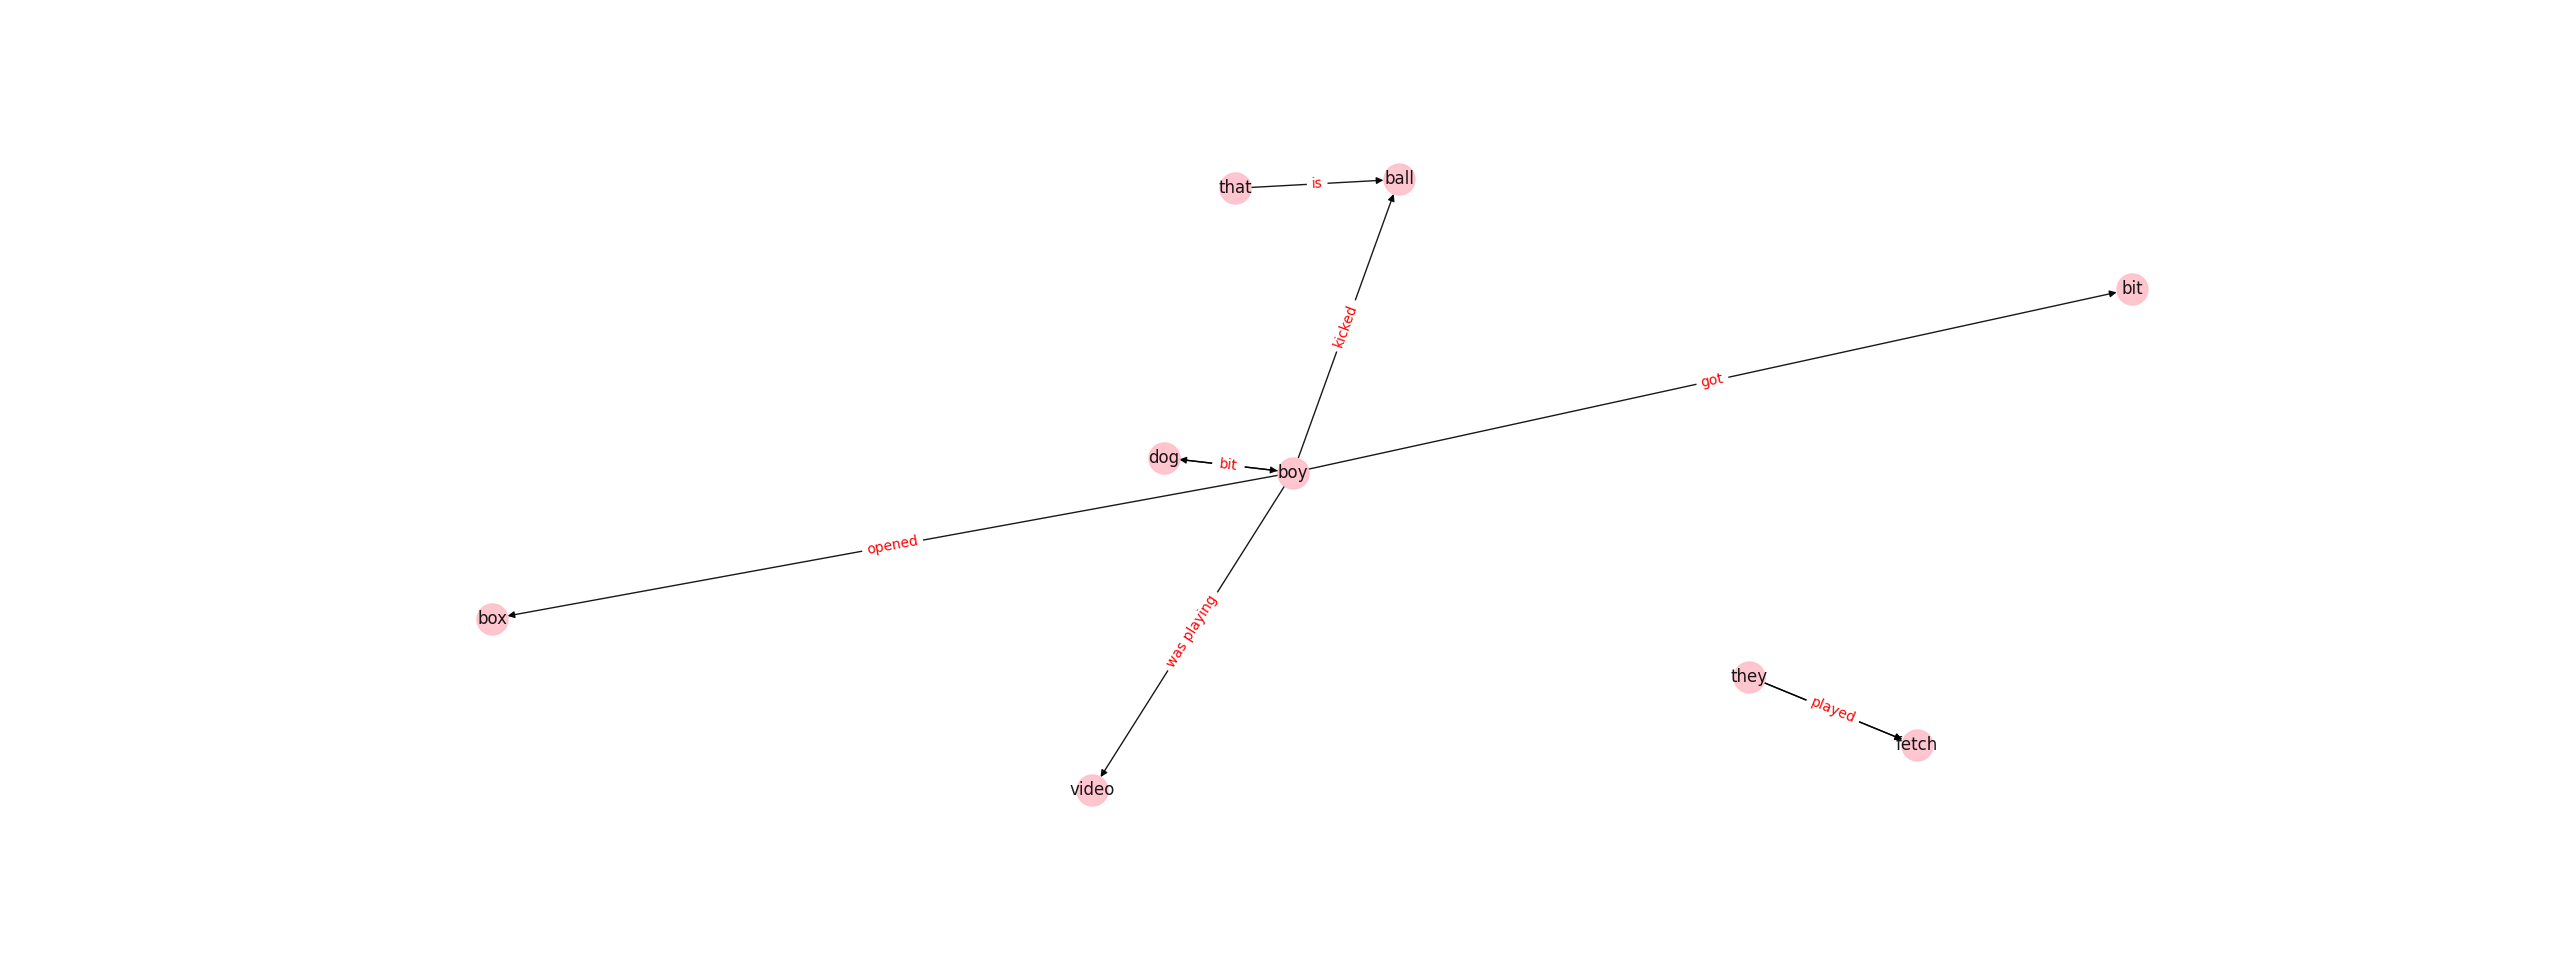 that
is
ball
bit
kicked
got
dog
bit
boy
opened
box
was playing
they
played
fetch
video